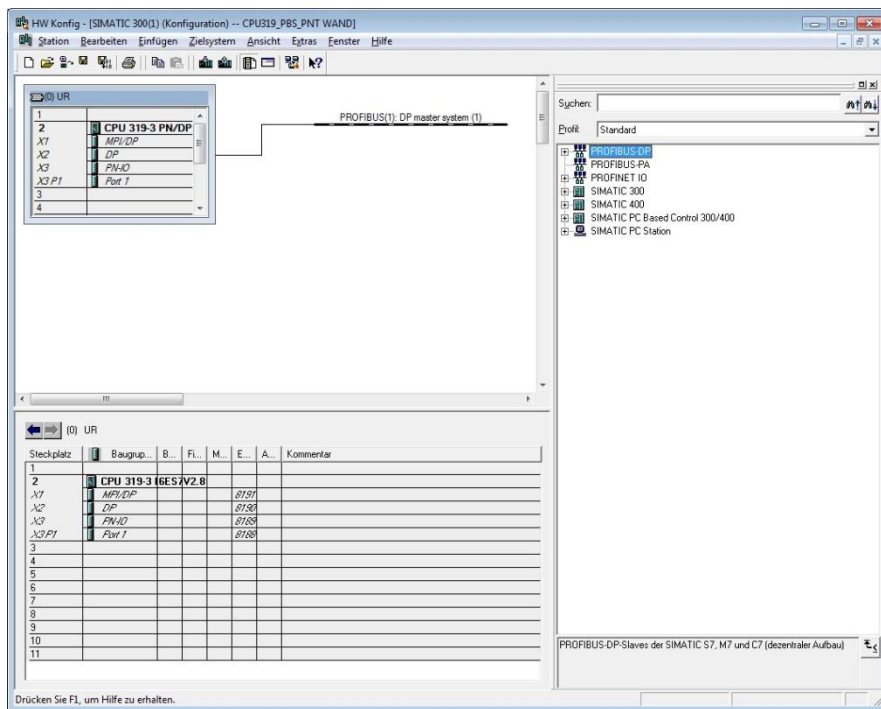 HW Konfig - [SIMATIC 300(1) (Konfiguration) -- CPU319_PBS_PNT WAND]
Station Bearbeiten Einfügen Zielsystem Ansicht Extras Fenster Hilfe
(0) UR
1
2 CPU 319-3 PN/DP
X1 MPI/DP
X2 DP
X3 PN-IO
X3 P1 Port 1
3
4
PROFIBUS(1): DP master system (1)
Suchen:
Profil: Standard
PROFIBUS-DP
PROFIBUS-PA
PROFINET IO
SIMATIC 300
SIMATIC 400
SIMATIC PC Based Control 300/400
SIMATIC PC Station
(0) UR
Steckplatz Baugrup... B... Fi... M... E... A... Kommentar
1
2 CPU 319-3 I6ES7V2.8
X1 MPI/DP 8191
X2 DP 8190
X3 PN-IO 8189
X3 P1 Port 1 8188
3
4
5
6
7
8
9
10
11
PROFIBUS-DP-Slaves der SIMATIC S7, M7 und C7 (dezentraler Aufbau)
Drücken Sie F1, um Hilfe zu erhalten.